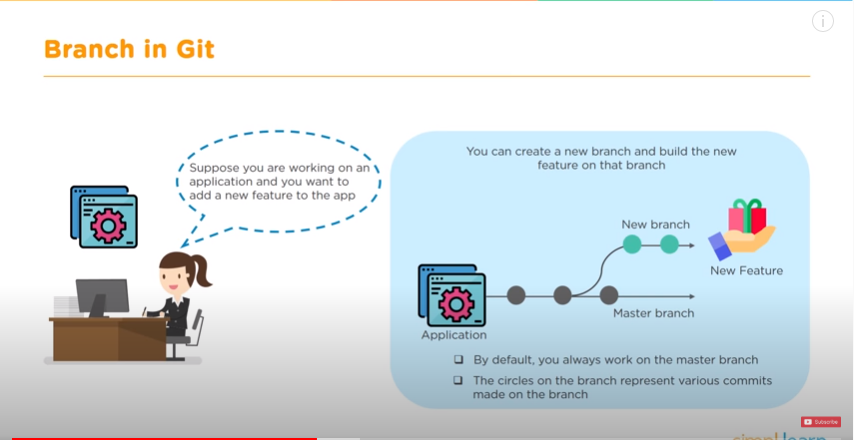 Branch in Git
Suppose you are working on an
application and you want to
add a new feature to the app
You can create a new branch and build the new
feature on that branch
New branch
New Feature
Master branch
Application
By default, you always work on the master branch
The circles on the branch represent various commits
made on the branch
Subscribe